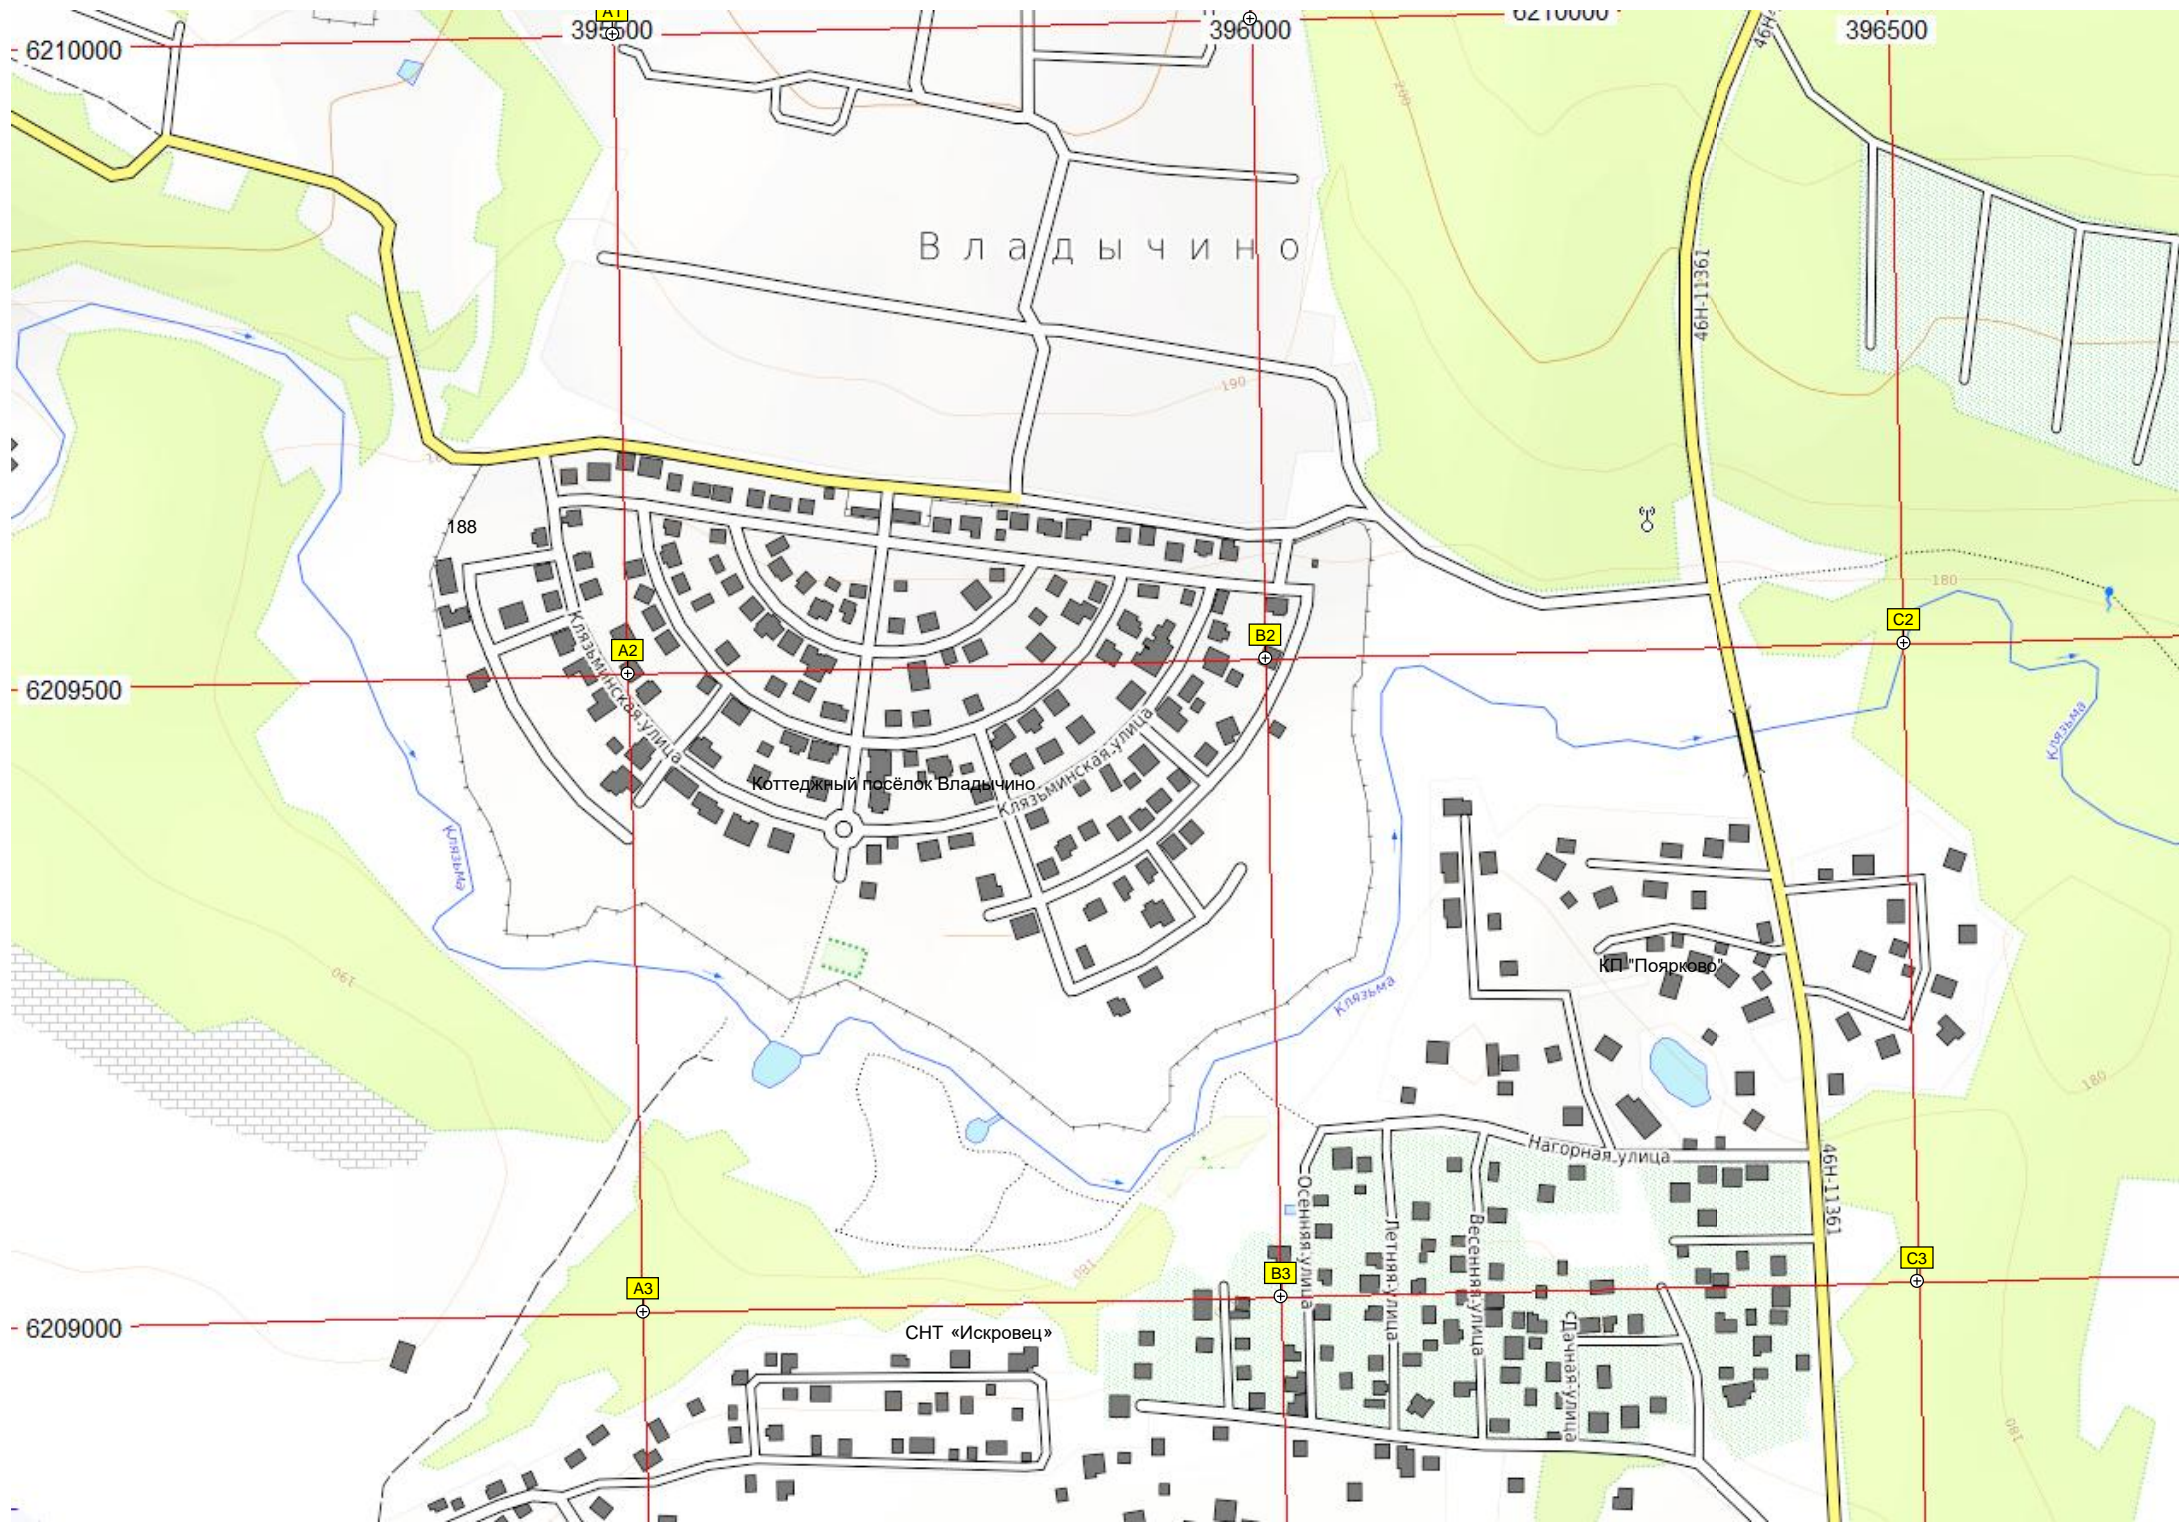 A1
395500
396000
6210000
396500
6210000
46Н-
200
Владычино
46Н-11361
190
188
180
C2
B2
A2
6209500
Клязьминская улица
Клязьма
Коттеджный посёлок Владычино
Клязьминская улица
Клязьма
КП "Поярково"
190
Клязьма
180
Нагорная улица
46Н-11361
Осенняя улица
Летняя улица
Весенняя улица
C3
B3
A3
180
6209000
СНТ «Искровец»
Дачная улица
180